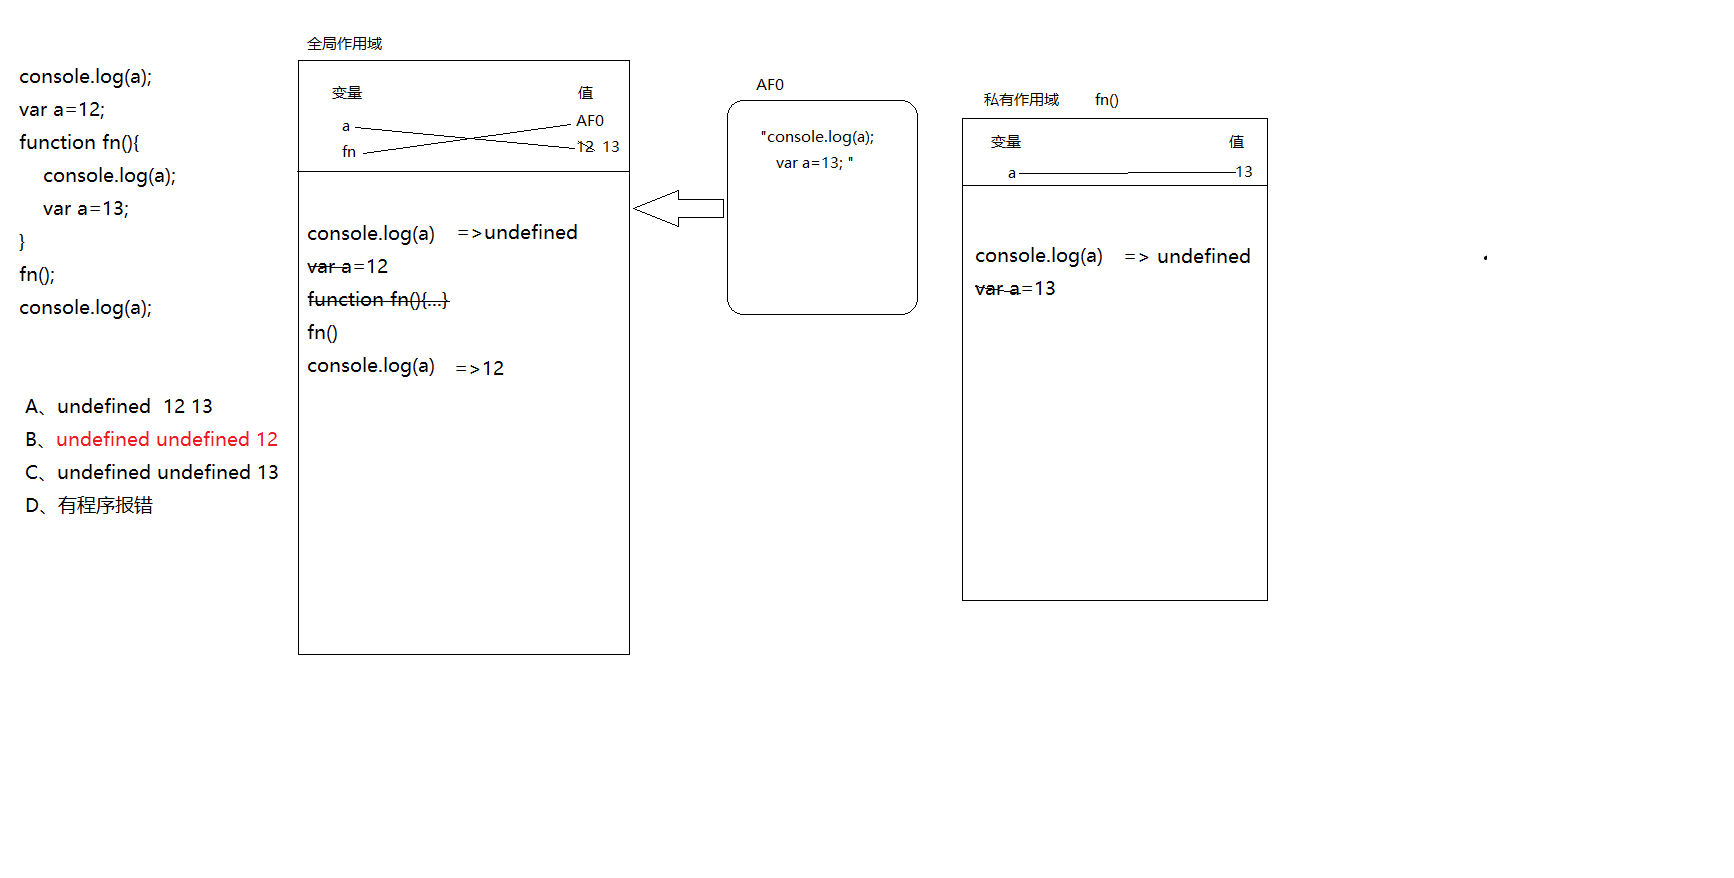 console.log(a);
var a=12;
function fn(){
console.log(a);
var a=13;
}
fn();
console.log(a);
A、undefined  12 13
B、undefined undefined 12
C、undefined undefined 13
D、有程序报错
全局作用域
变量 值
a AF0
fn 12 13
console.log(a) =>undefined
var a=12
function fn(){...}
fn()
console.log(a) =>12
AF0
"console.log(a);
var a=13; "
私有作用域 fn()
变量 值
a 13
console.log(a) => undefined
var a=13